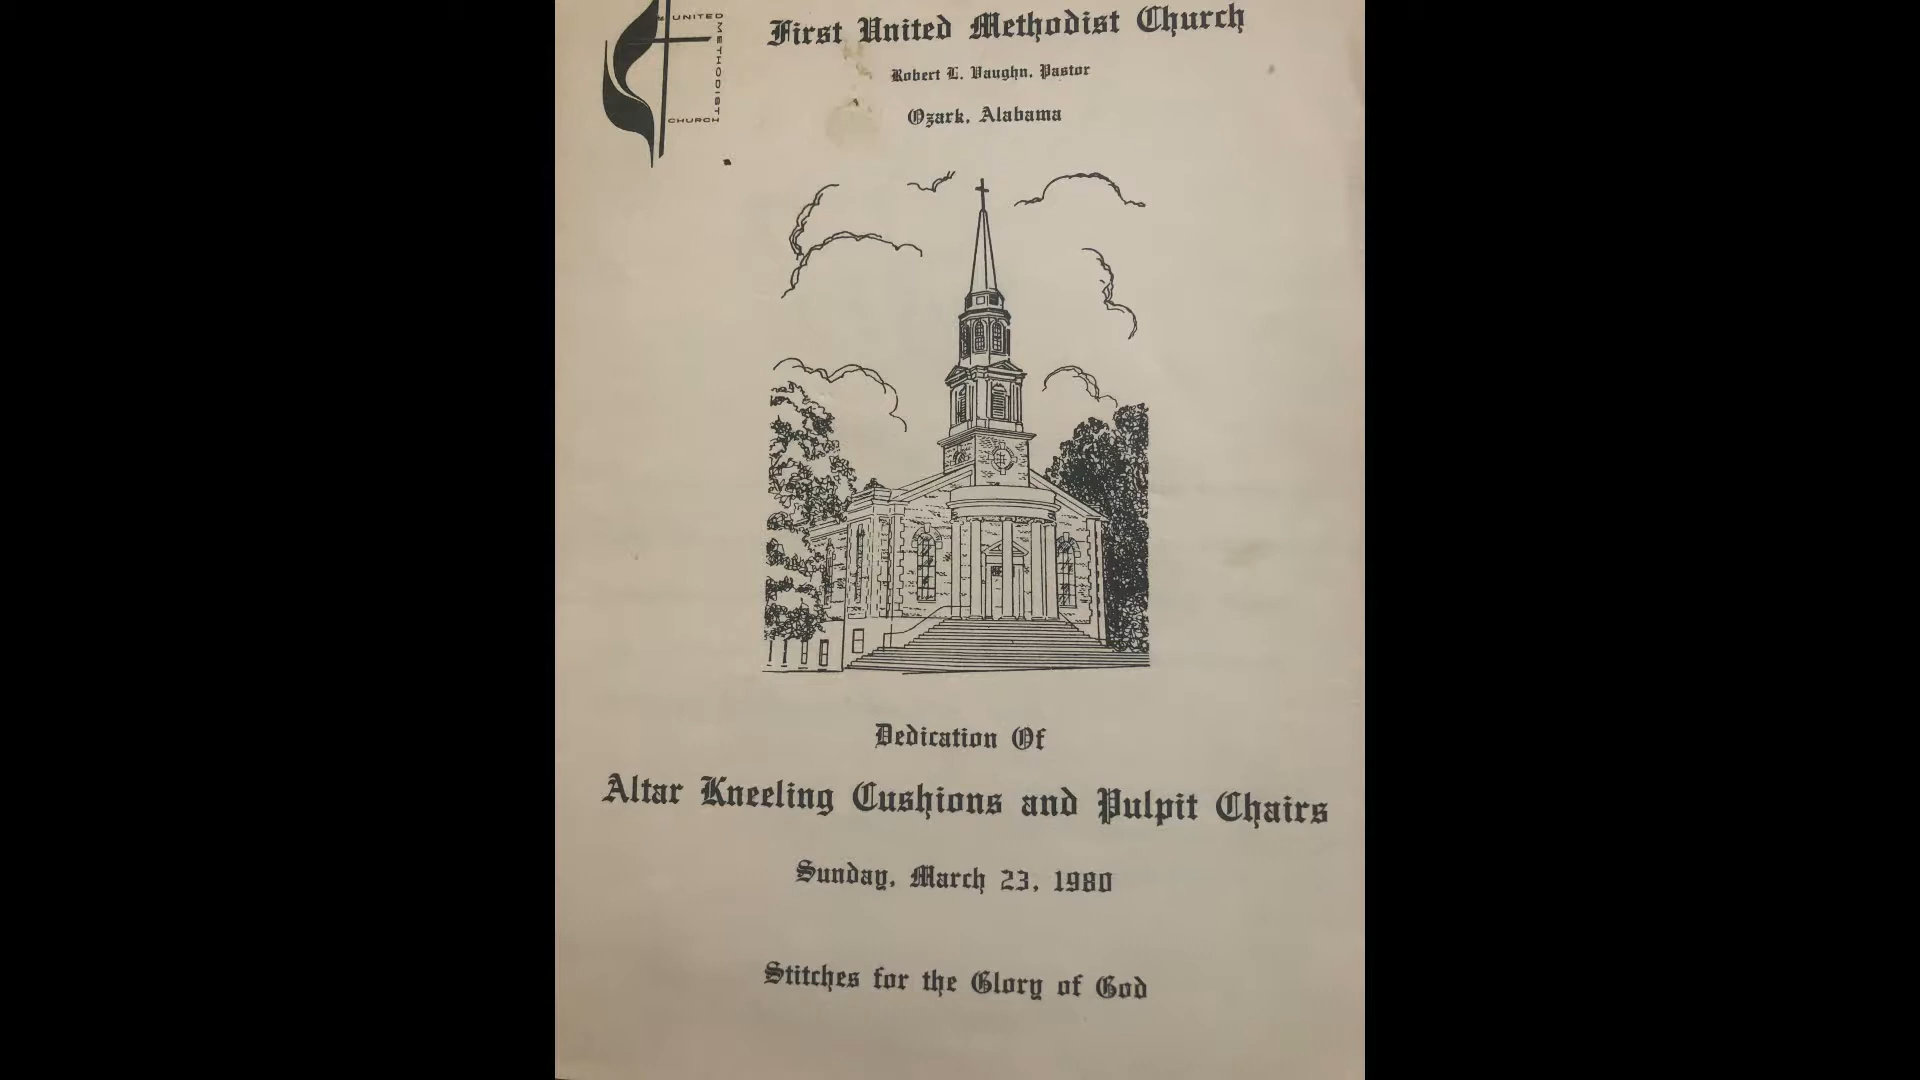 UNITED
METHODIST
CHURCH
First United Methodist Church
Robert L. Vaughn, Pastor
Ozark, Alabama
Dedication Of
Altar Kneeling Cushions and Pulpit Chairs
Sunday, March 23, 1980
Stitches for the Glory of God